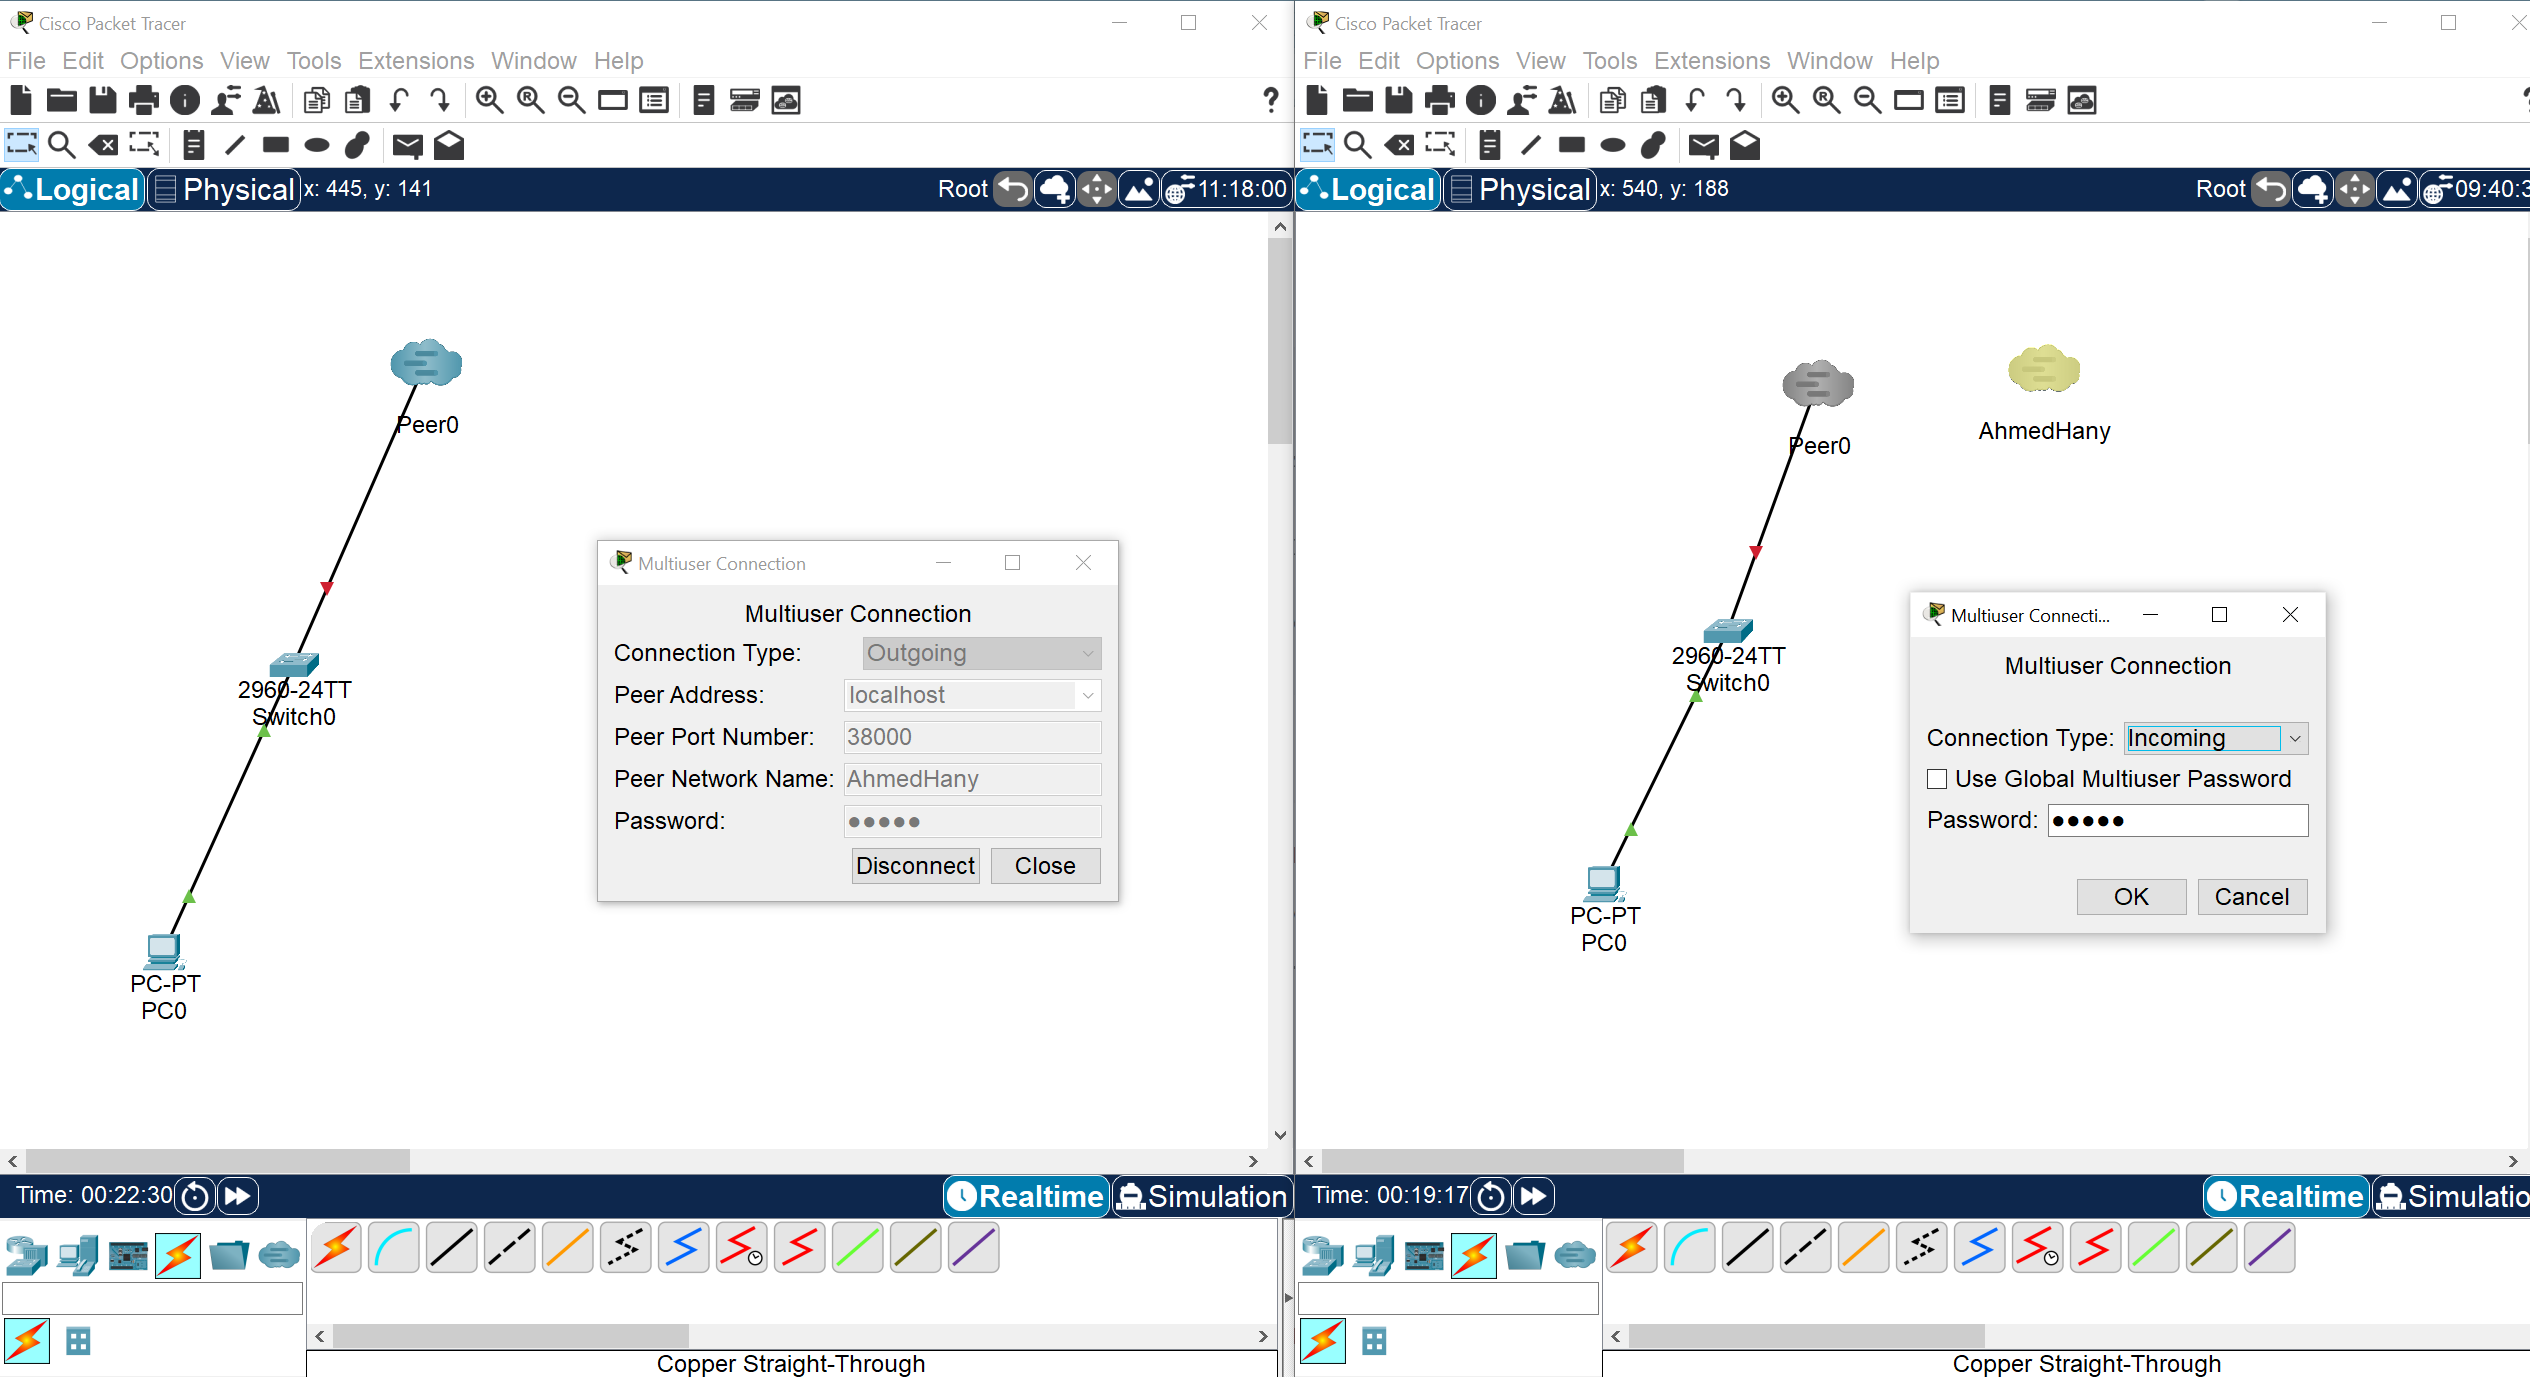 Cisco Packet Tracer
File Edit Options View Tools Extensions Window Help
?
Logical Physical x: 445, y: 141 Root 11:18:00
Peer0
2960-24TT
Switch0
PC-PT
PC0
Multiuser Connection
Multiuser Connection
Connection Type: Outgoing
Peer Address: localhost
Peer Port Number: 38000
Peer Network Name: AhmedHany
Password: ●●●●●
Disconnect Close
Time: 00:22:30 Realtime Simulation
Copper Straight-Through
Cisco Packet Tracer
File Edit Options View Tools Extensions Window Help
Logical Physical x: 540, y: 188 Root 09:40:3
Peer0
AhmedHany
2960-24TT
Switch0
PC-PT
PC0
Multiuser Connecti...
Multiuser Connection
Connection Type: Incoming
Use Global Multiuser Password
Password: ●●●●●
OK Cancel
Time: 00:19:17 Realtime Simulatio
Copper Straight-Through